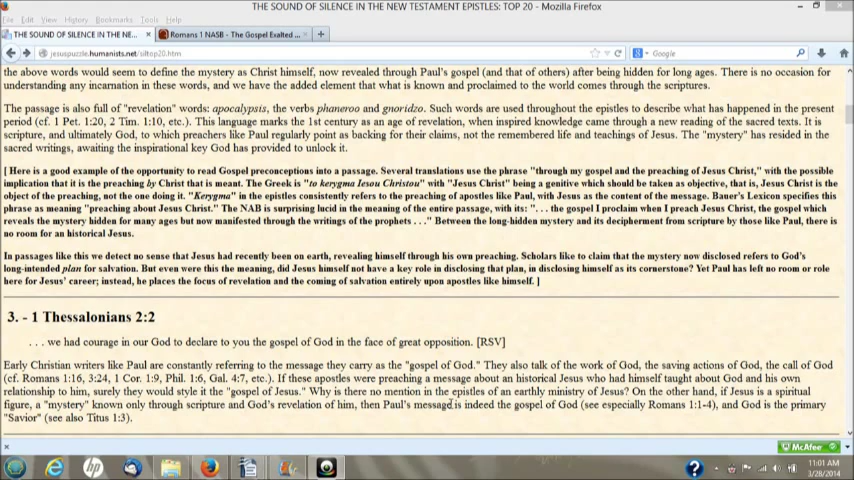 THE SOUND OF SILENCE IN THE NEW TESTAMENT EPISTLES: TOP 20 - Mozilla Firefox
File Edit View History Bookmarks Tools Help
THE SOUND OF SILENCE IN THE NE... × Romans 1 NASB - The Gospel Exalted ... × +
jesuspuzzle.humanists.net/siltop20.htm Google
the above words would seem to define the mystery as Christ himself, now revealed through Paul's gospel (and that of others) after being hidden for long ages. There is no occasion for
understanding any incarnation in these words, and we have the added element that what is known and proclaimed to the world comes through the scriptures.
The passage is also full of "revelation" words: apocalypsis, the verbs phaneroo and gnoridzo. Such words are used throughout the epistles to describe what has happened in the present
period (cf. 1 Pet. 1:20, 2 Tim. 1:10, etc.). This language marks the 1st century as an age of revelation, when inspired knowledge came through a new reading of the sacred texts. It is
scripture, and ultimately God, to which preachers like Paul regularly point as backing for their claims, not the remembered life and teachings of Jesus. The "mystery" has resided in the
sacred writings, awaiting the inspirational key God has provided to unlock it.
[ Here is a good example of the opportunity to read Gospel preconceptions into a passage. Several translations use the phrase "through my gospel and the preaching of Jesus Christ," with the possible
implication that it is the preaching by Christ that is meant. The Greek is "to kerygma Iesou Christou" with "Jesus Christ" being a genitive which should be taken as objective, that is, Jesus Christ is the
object of the preaching, not the one doing it. "Kerygma" in the epistles consistently refers to the preaching of apostles like Paul, with Jesus as the content of the message. Bauer's Lexicon specifies this
phrase as meaning "preaching about Jesus Christ." The NAB is surprising lucid in the meaning of the entire passage, with its: ". . . the gospel I proclaim when I preach Jesus Christ, the gospel which
reveals the mystery hidden for many ages but now manifested through the writings of the prophets . . ." Between the long-hidden mystery and its decipherment from scripture by those like Paul, there is
no room for an historical Jesus.
In passages like this we detect no sense that Jesus had recently been on earth, revealing himself through his own preaching. Scholars like to claim that the mystery now disclosed refers to God's
long-intended plan for salvation. But even were this the meaning, did Jesus himself not have a key role in disclosing that plan, in disclosing himself as its cornerstone? Yet Paul has left no room or role
here for Jesus' career; instead, he places the focus of revelation and the coming of salvation entirely upon apostles like himself. ]
3. - 1 Thessalonians 2:2
. . . we had courage in our God to declare to you the gospel of God in the face of great opposition. [RSV]
Early Christian writers like Paul are constantly referring to the message they carry as the "gospel of God." They also talk of the work of God, the saving actions of God, the call of God
(cf. Romans 1:16, 3:24, 1 Cor. 1:9, Phil. 1:6, Gal. 4:7, etc.). If these apostles were preaching a message about an historical Jesus who had himself taught about God and his own
relationship to him, surely they would style it the "gospel of Jesus." Why is there no mention in the epistles of an earthly ministry of Jesus? On the other hand, if Jesus is a spiritual
figure, a "mystery" known only through scripture and God's revelation of him, then Paul's message is indeed the gospel of God (see especially Romans 1:1-4), and God is the primary
"Savior" (see also Titus 1:3).
McAfee
11:01 AM
3/28/2014